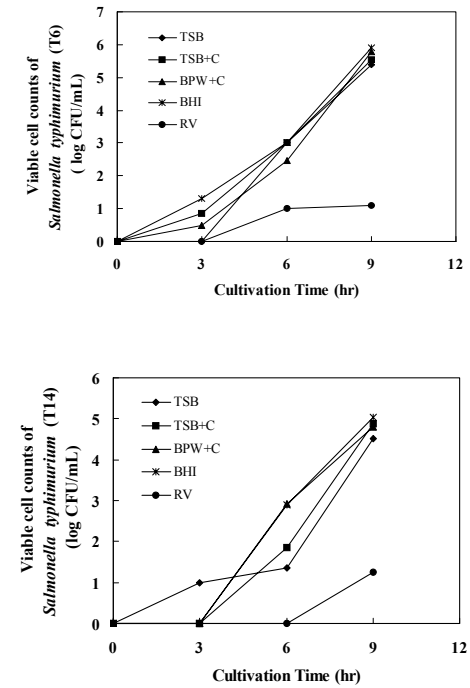 Viable cell counts of
Salmonella typhimurium (T6)
( log CFU/mL)
7
6
5
4
3
2
1
0
TSB
TSB+C
BPW+C
BHI
RV
0 3 6 9 12
Cultivation Time (hr)
Viable cell counts of
Salmonella typhimurium (T14)
(log CFU/mL)
6
5
4
3
2
1
0
TSB
TSB+C
BPW+C
BHI
RV
0 3 6 9 12
Cultivation Time (hr)